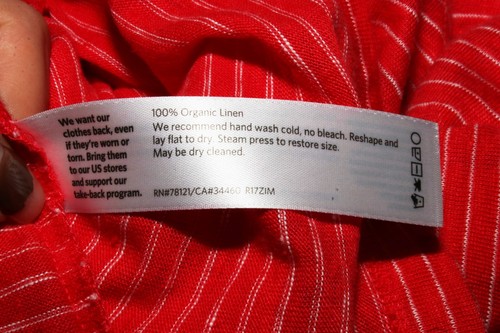 We want our
clothes back, even
if they're worn or
torn. Bring them
to our US stores
and support our
take-back program.
100% Organic Linen
We recommend hand wash cold, no bleach. Reshape and
lay flat to dry. Steam press to restore size.
May be dry cleaned.
RN#78121/CA#34460 R17ZIM